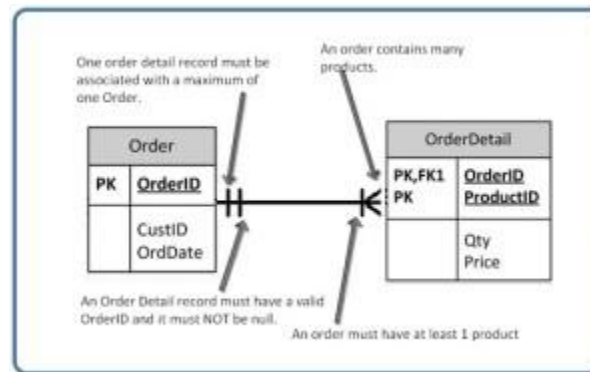 One order detail record must be
associated with a maximum of
one Order.
An order contains many
products.
Order
PK OrderID
CustID
OrdDate
OrderDetail
PK,FK1 OrderID
PK ProductID
Qty
Price
An Order Detail record must have a valid
OrderID and it must NOT be null.
An order must have at least 1 product